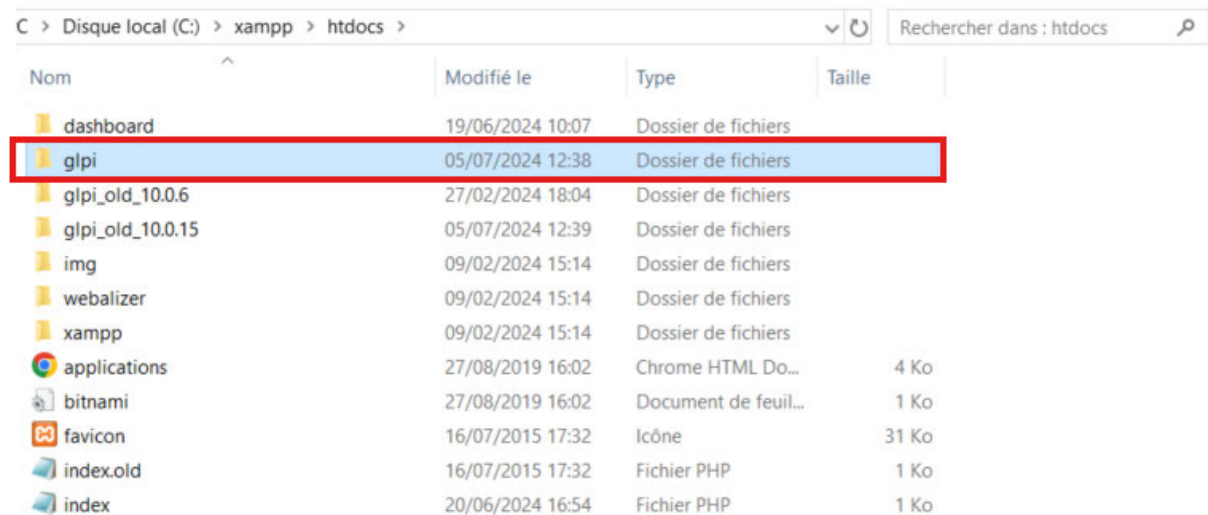 C > Disque local (C:) > xampp > htdocs > Rechercher dans : htdocs
Nom Modifié le Type Taille
dashboard 19/06/2024 10:07 Dossier de fichiers
glpi 05/07/2024 12:38 Dossier de fichiers
glpi_old_10.0.6 27/02/2024 18:04 Dossier de fichiers
glpi_old_10.0.15 05/07/2024 12:39 Dossier de fichiers
img 09/02/2024 15:14 Dossier de fichiers
webalizer 09/02/2024 15:14 Dossier de fichiers
xampp 09/02/2024 15:14 Dossier de fichiers
applications 27/08/2019 16:02 Chrome HTML Do... 4 Ko
bitnami 27/08/2019 16:02 Document de feuil... 1 Ko
favicon 16/07/2015 17:32 Icône 31 Ko
index.old 16/07/2015 17:32 Fichier PHP 1 Ko
index 20/06/2024 16:54 Fichier PHP 1 Ko